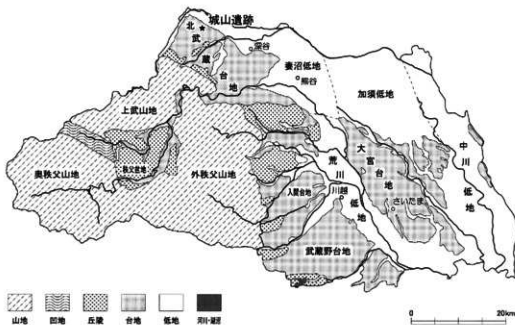 城山遺跡
北武蔵台地
深谷
妻沼低地
熊谷
加須低地
上武山地
秩父盆地
奥秩父山地
外秩父山地
荒川低地
大宮台地
中川低地
入間台地
川越
さいたま
武蔵野台地
山地 凹地 丘陵 台地 低地 河川・湖沼
0 20km